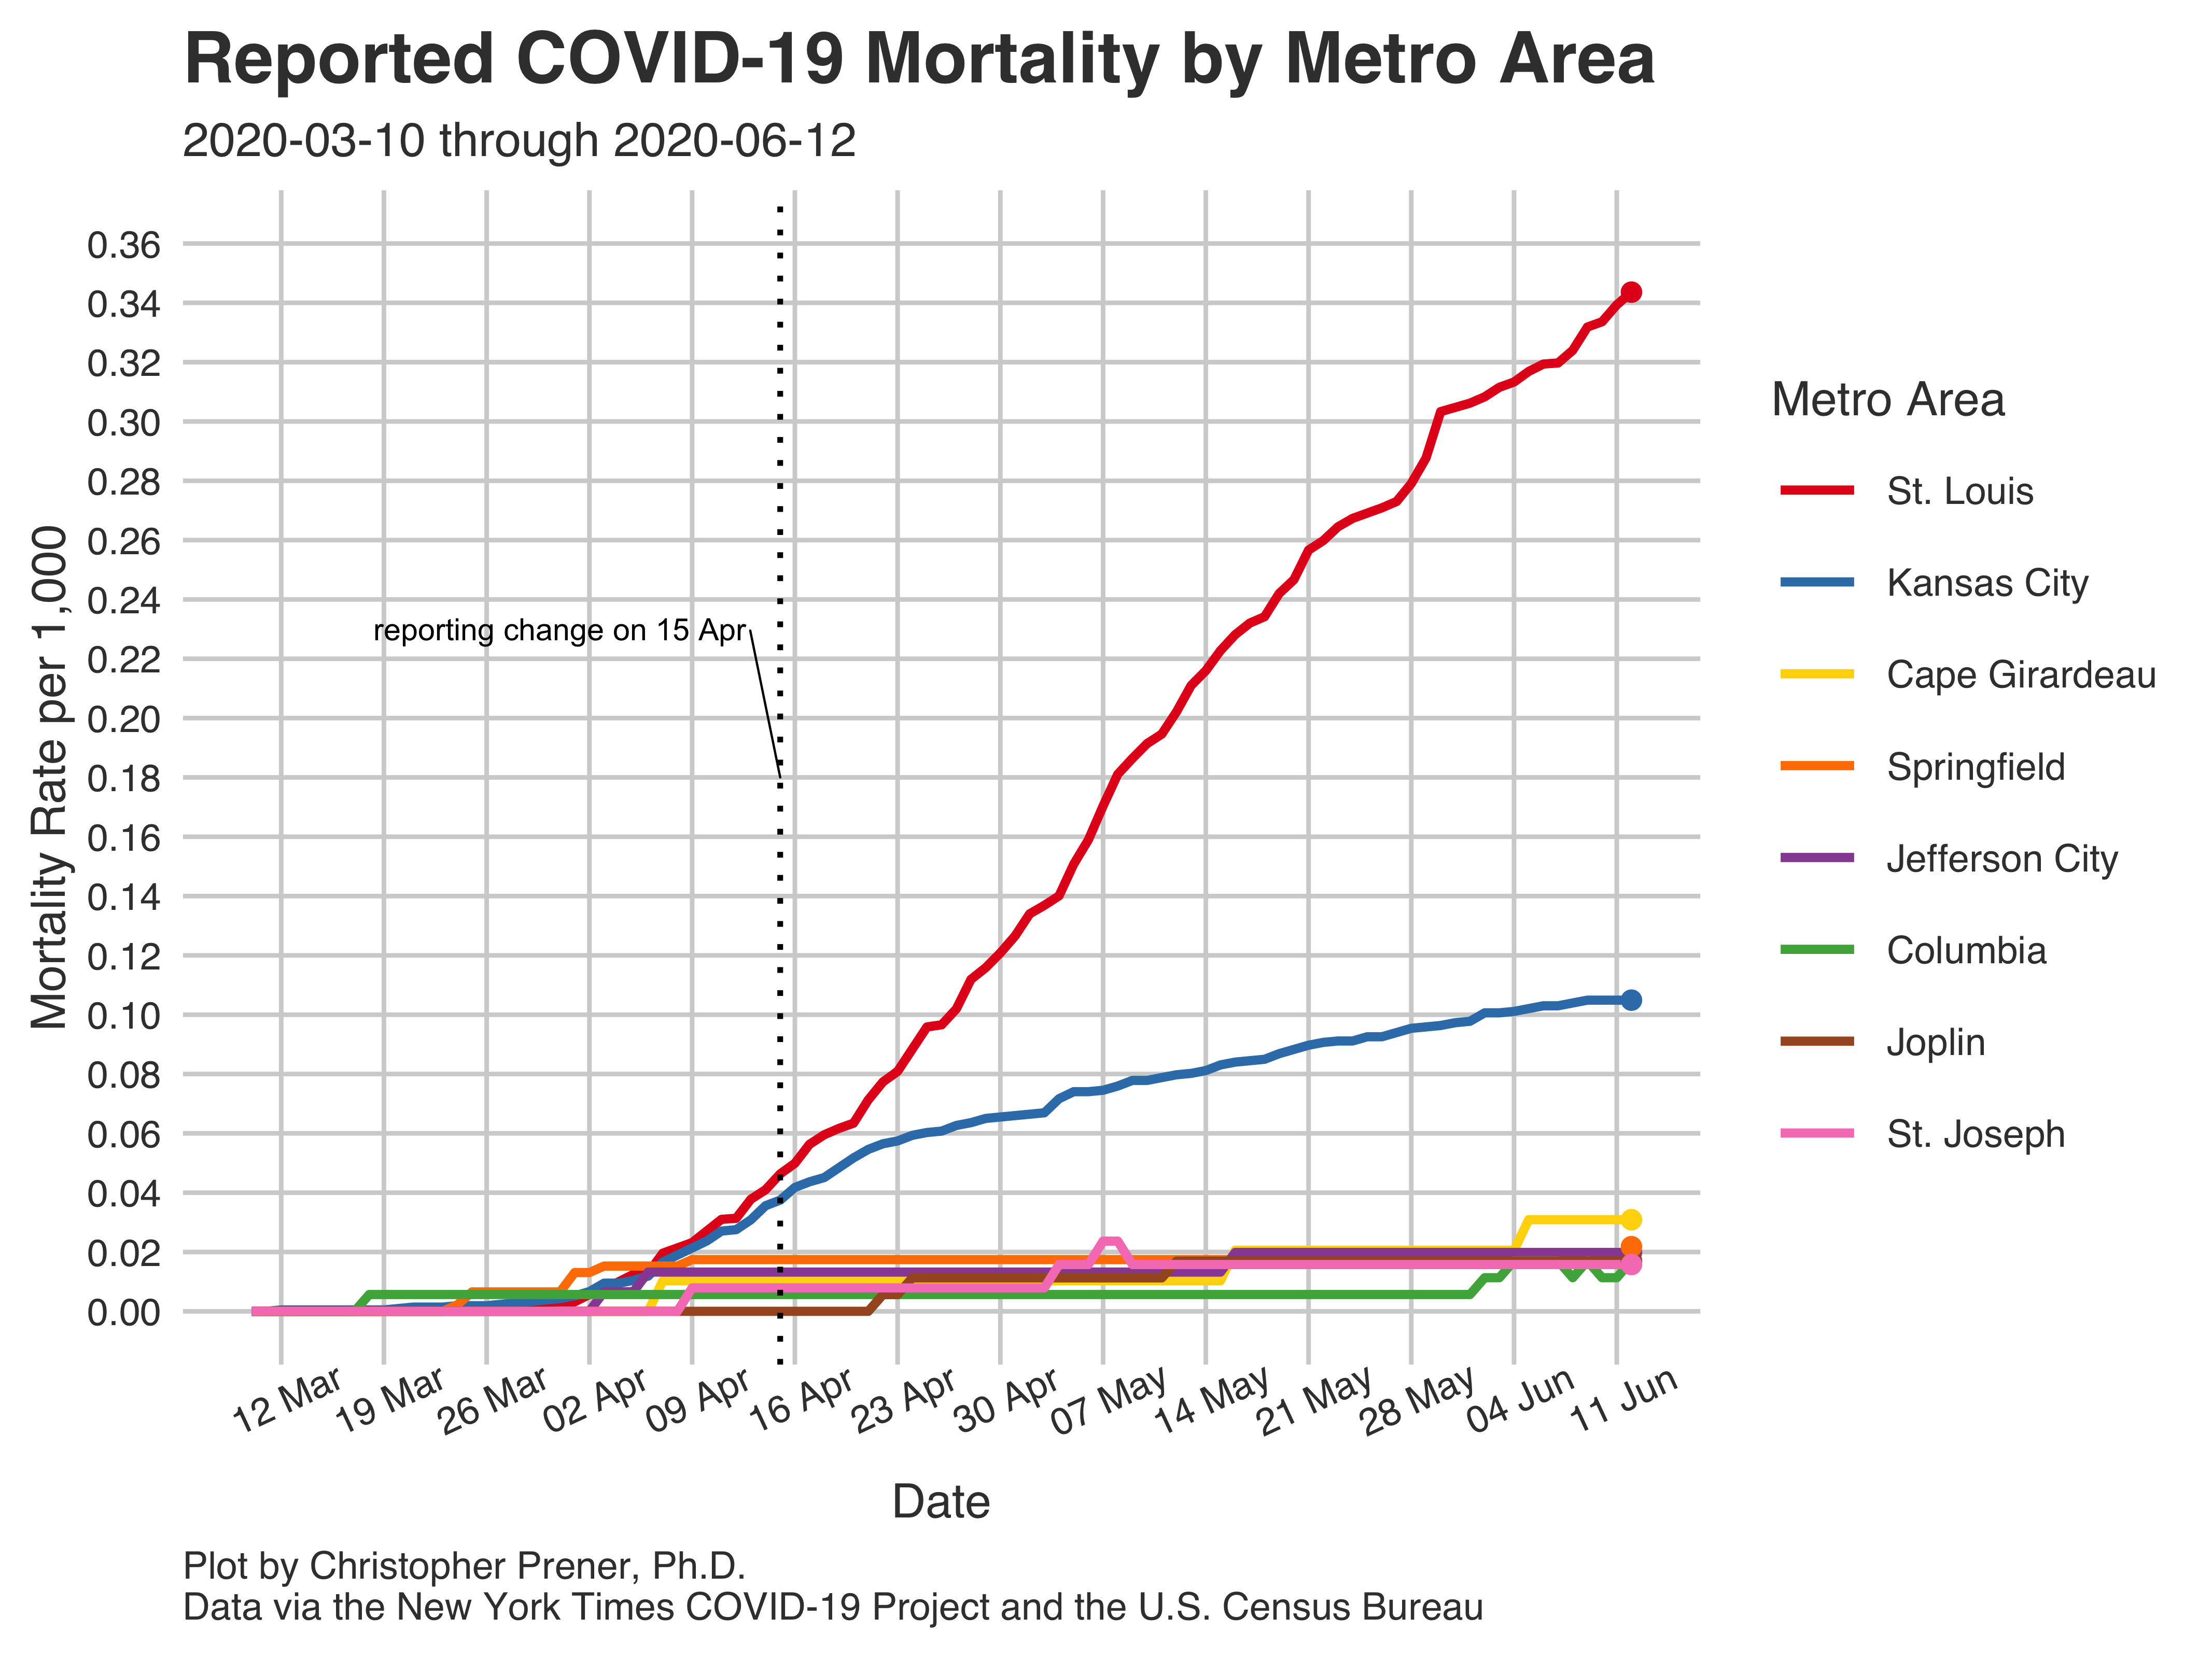 Reported COVID-19 Mortality by Metro Area
2020-03-10 through 2020-06-12
Mortality Rate per 1,000
0.36
0.34
0.32
0.30
0.28
0.26
0.24
0.22
0.20
0.18
0.16
0.14
0.12
0.10
0.08
0.06
0.04
0.02
0.00
reporting change on 15 Apr
12 Mar
19 Mar
26 Mar
02 Apr
09 Apr
16 Apr
23 Apr
30 Apr
07 May
14 May
21 May
28 May
04 Jun
11 Jun
Date
Metro Area
St. Louis
Kansas City
Cape Girardeau
Springfield
Jefferson City
Columbia
Joplin
St. Joseph
Plot by Christopher Prener, Ph.D.
Data via the New York Times COVID-19 Project and the U.S. Census Bureau